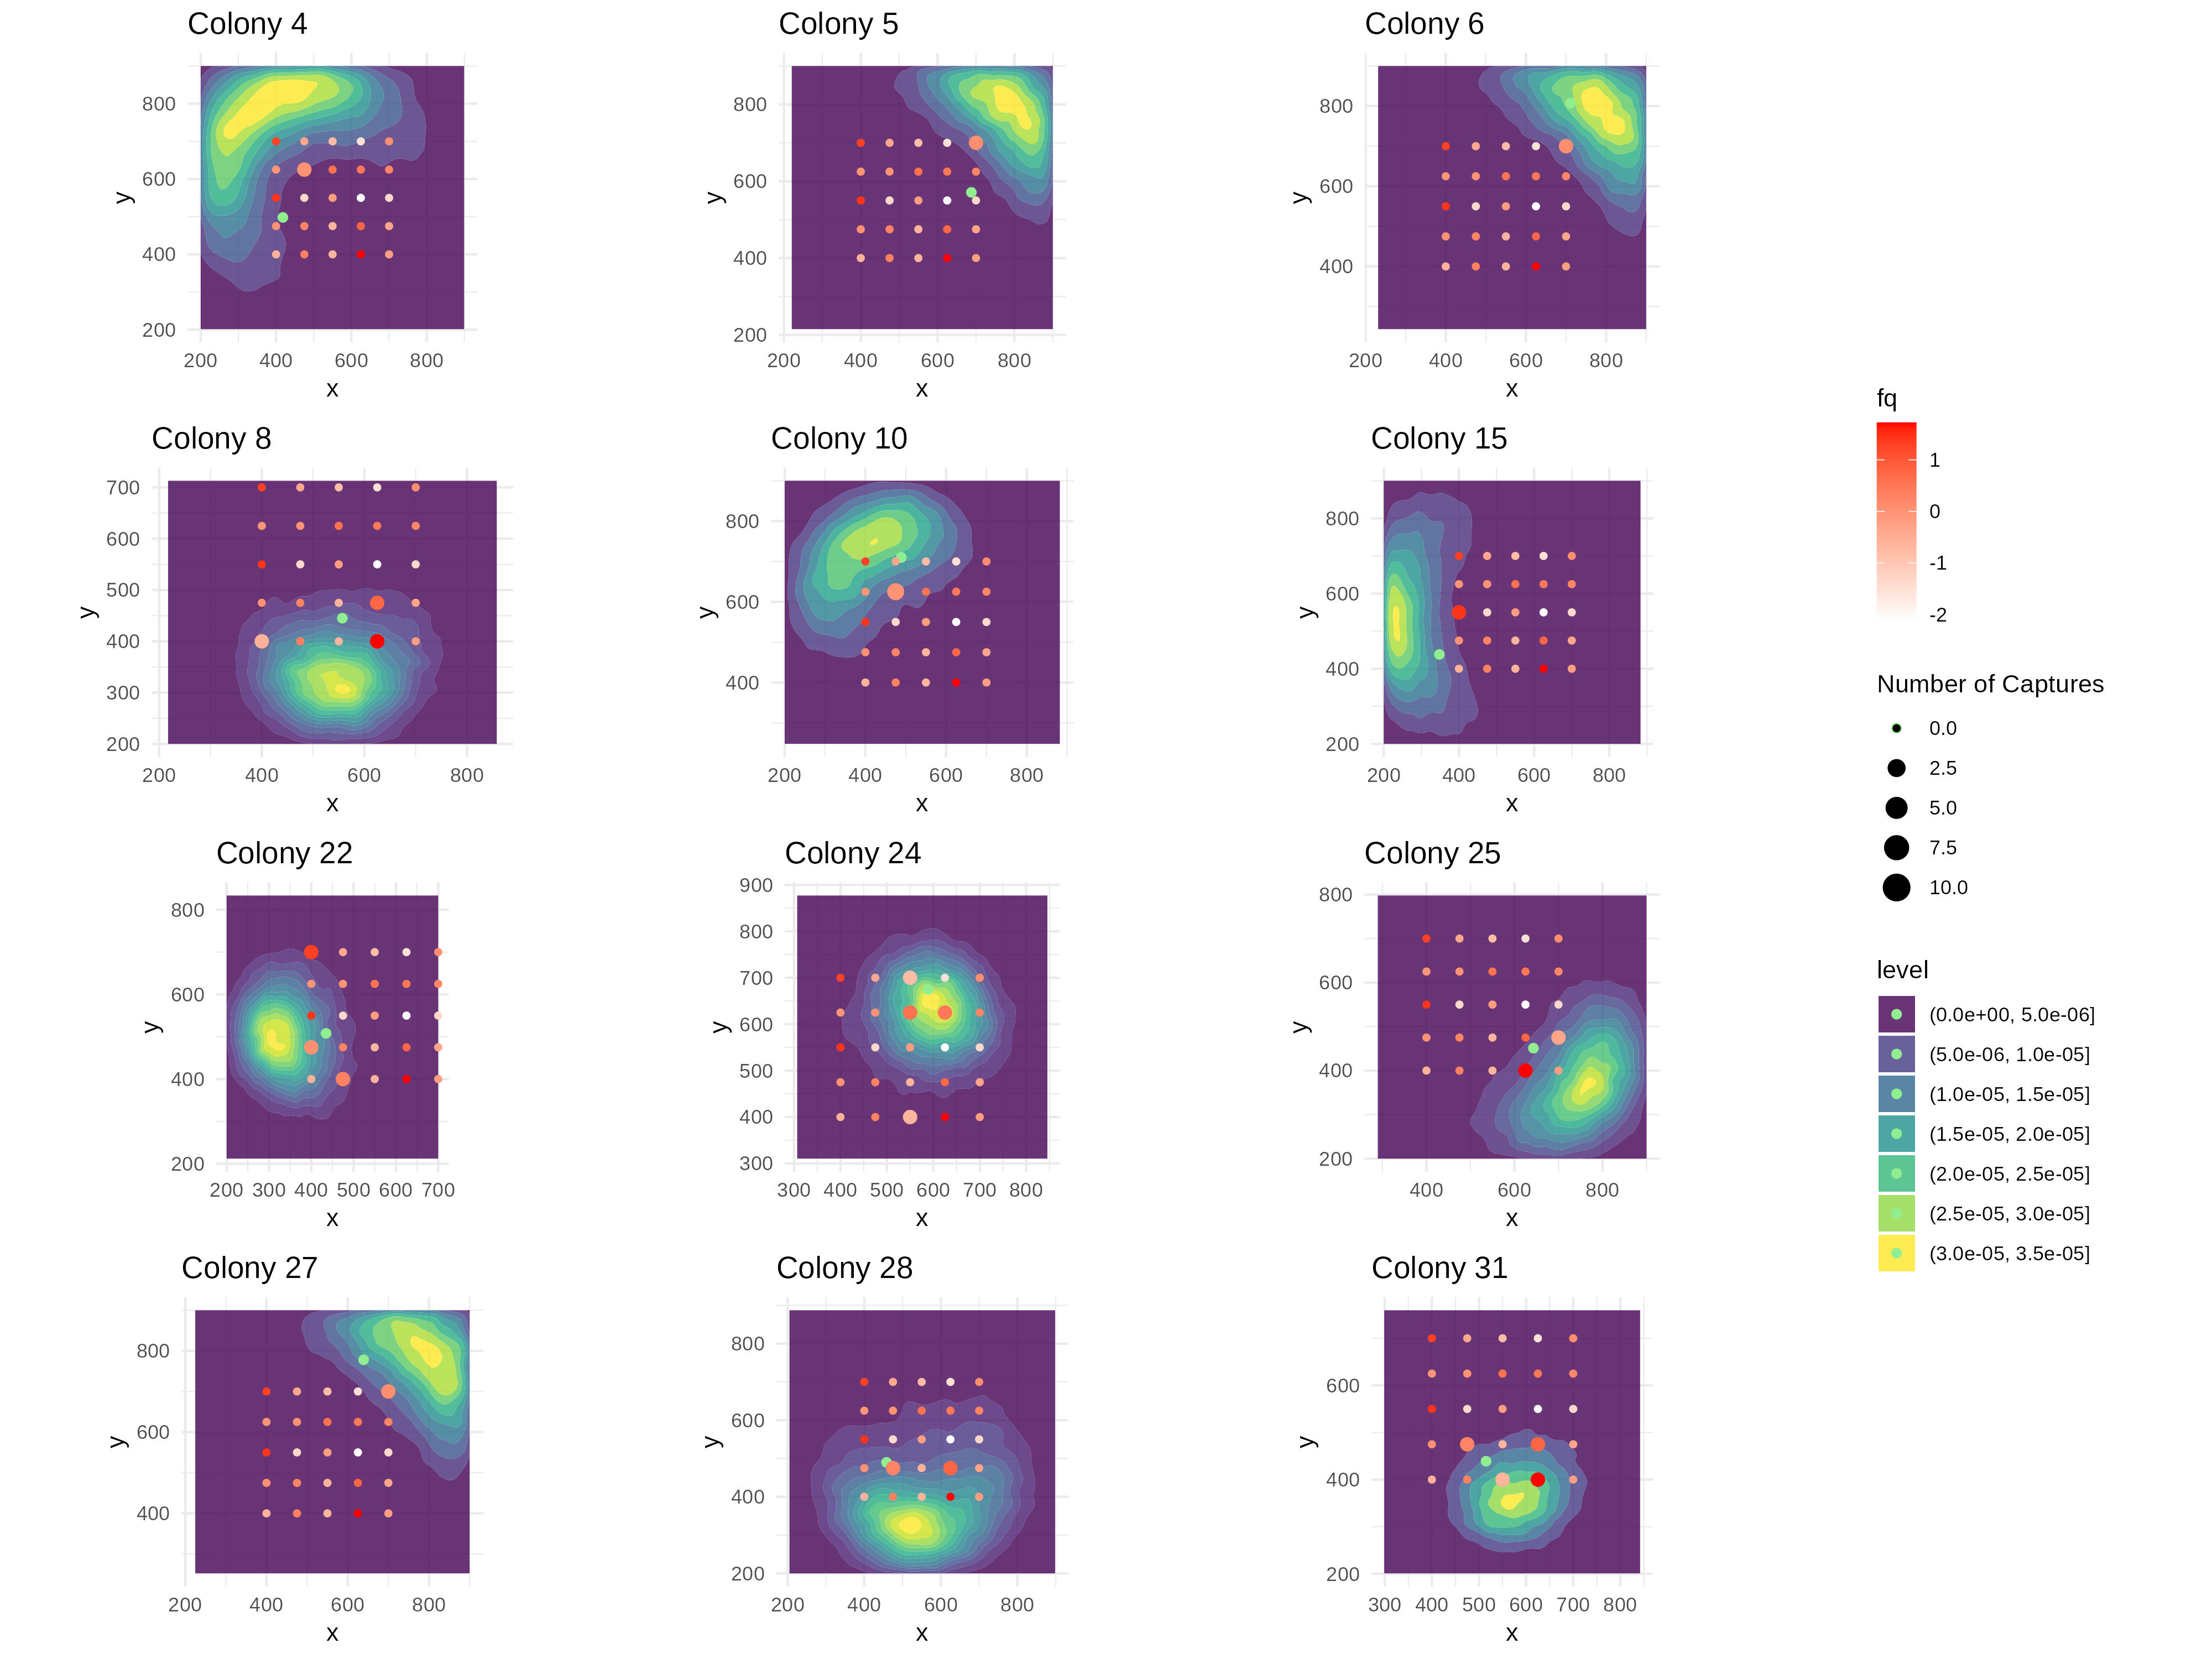 Colony 4
800
600
400
200
y
200 400 600 800
x
Colony 5
800
600
400
200
y
200 400 600 800
x
Colony 6
800
600
400
y
200 400 600 800
x
Colony 8
700
600
500
400
300
200
y
200 400 600 800
x
Colony 10
800
600
400
y
200 400 600 800
x
Colony 15
800
600
400
200
y
200 400 600 800
x
Colony 22
800
600
400
200
y
200 300 400 500 600 700
x
Colony 24
900
800
700
600
500
400
300
y
300 400 500 600 700 800
x
Colony 25
800
600
400
200
y
400 600 800
x
Colony 27
800
600
400
y
200 400 600 800
x
Colony 28
800
600
400
200
y
200 400 600 800
x
Colony 31
600
400
200
y
300 400 500 600 700 800
x
fq
1
0
-1
-2
Number of Captures
0.0
2.5
5.0
7.5
10.0
level
(0.0e+00, 5.0e-06]
(5.0e-06, 1.0e-05]
(1.0e-05, 1.5e-05]
(1.5e-05, 2.0e-05]
(2.0e-05, 2.5e-05]
(2.5e-05, 3.0e-05]
(3.0e-05, 3.5e-05]